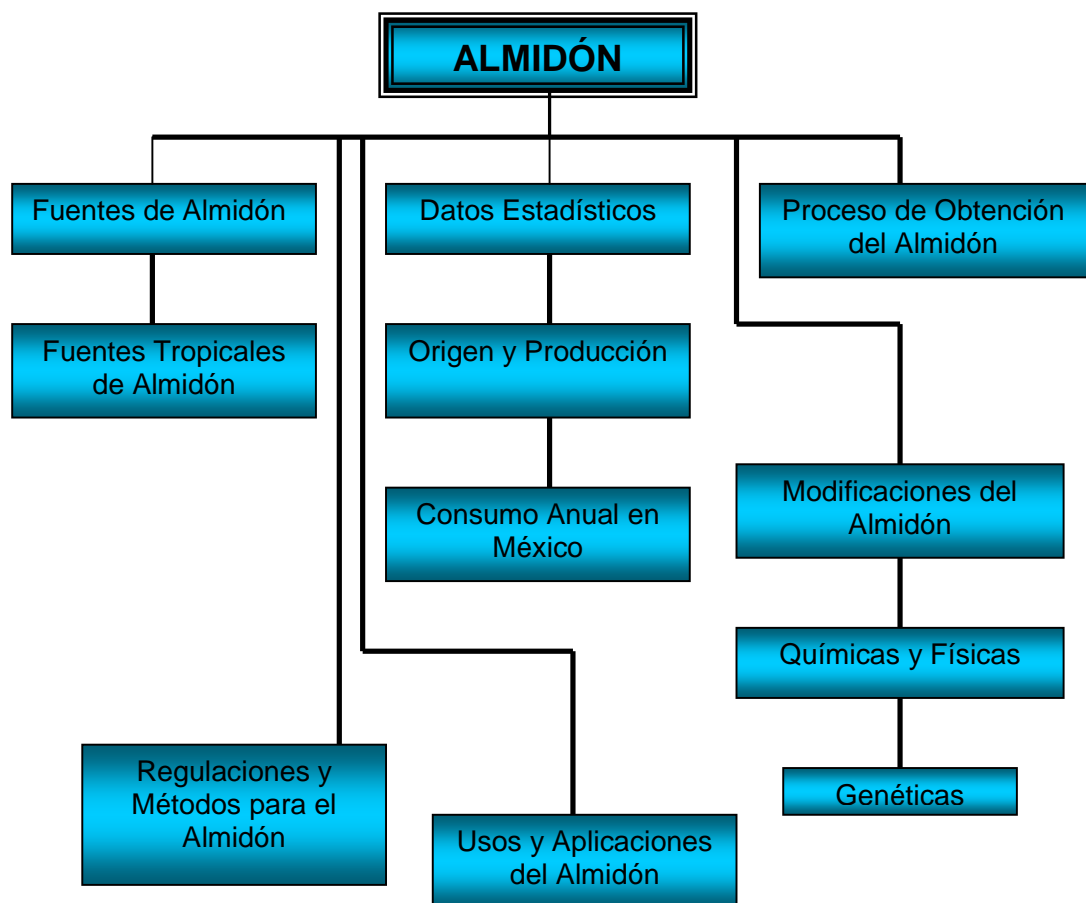 ALMIDÓN
Fuentes de Almidón
Datos Estadísticos
Proceso de Obtención
del Almidón
Fuentes Tropicales
de Almidón
Origen y Producción
Consumo Anual en
México
Modificaciones del
Almidón
Químicas y Físicas
Genéticas
Regulaciones y
Métodos para el
Almidón
Usos y Aplicaciones
del Almidón